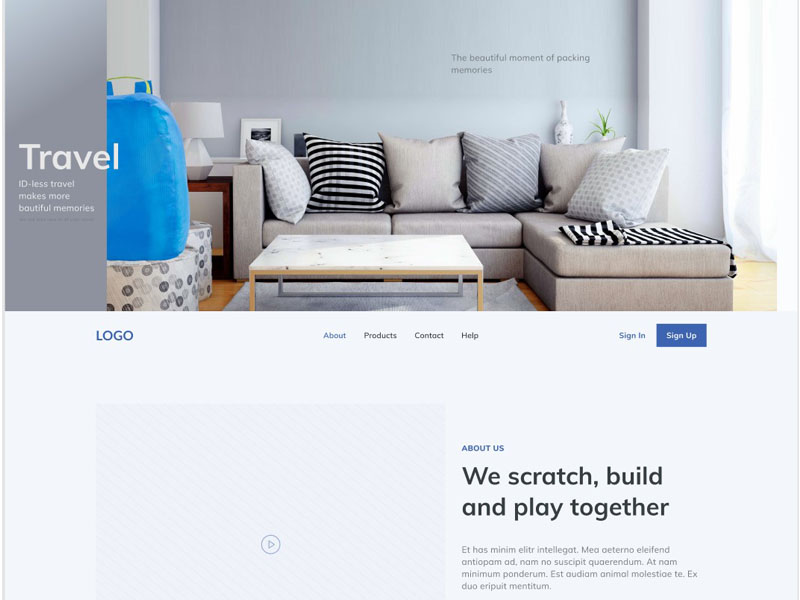 The beautiful moment of packing
memories
Travel
ID-less travel
makes more
bautiful memories
LOGO
About
Products
Contact
Help
Sign In
Sign Up
ABOUT US
We scratch, build
and play together
Et has minim elitr intellegat. Mea aeterno eleifend
antiopam ad, nam no suscipit quaerendum. At nam
minimum ponderum. Est audiam animal molestiae te. Ex
duo eripuit mentitum.